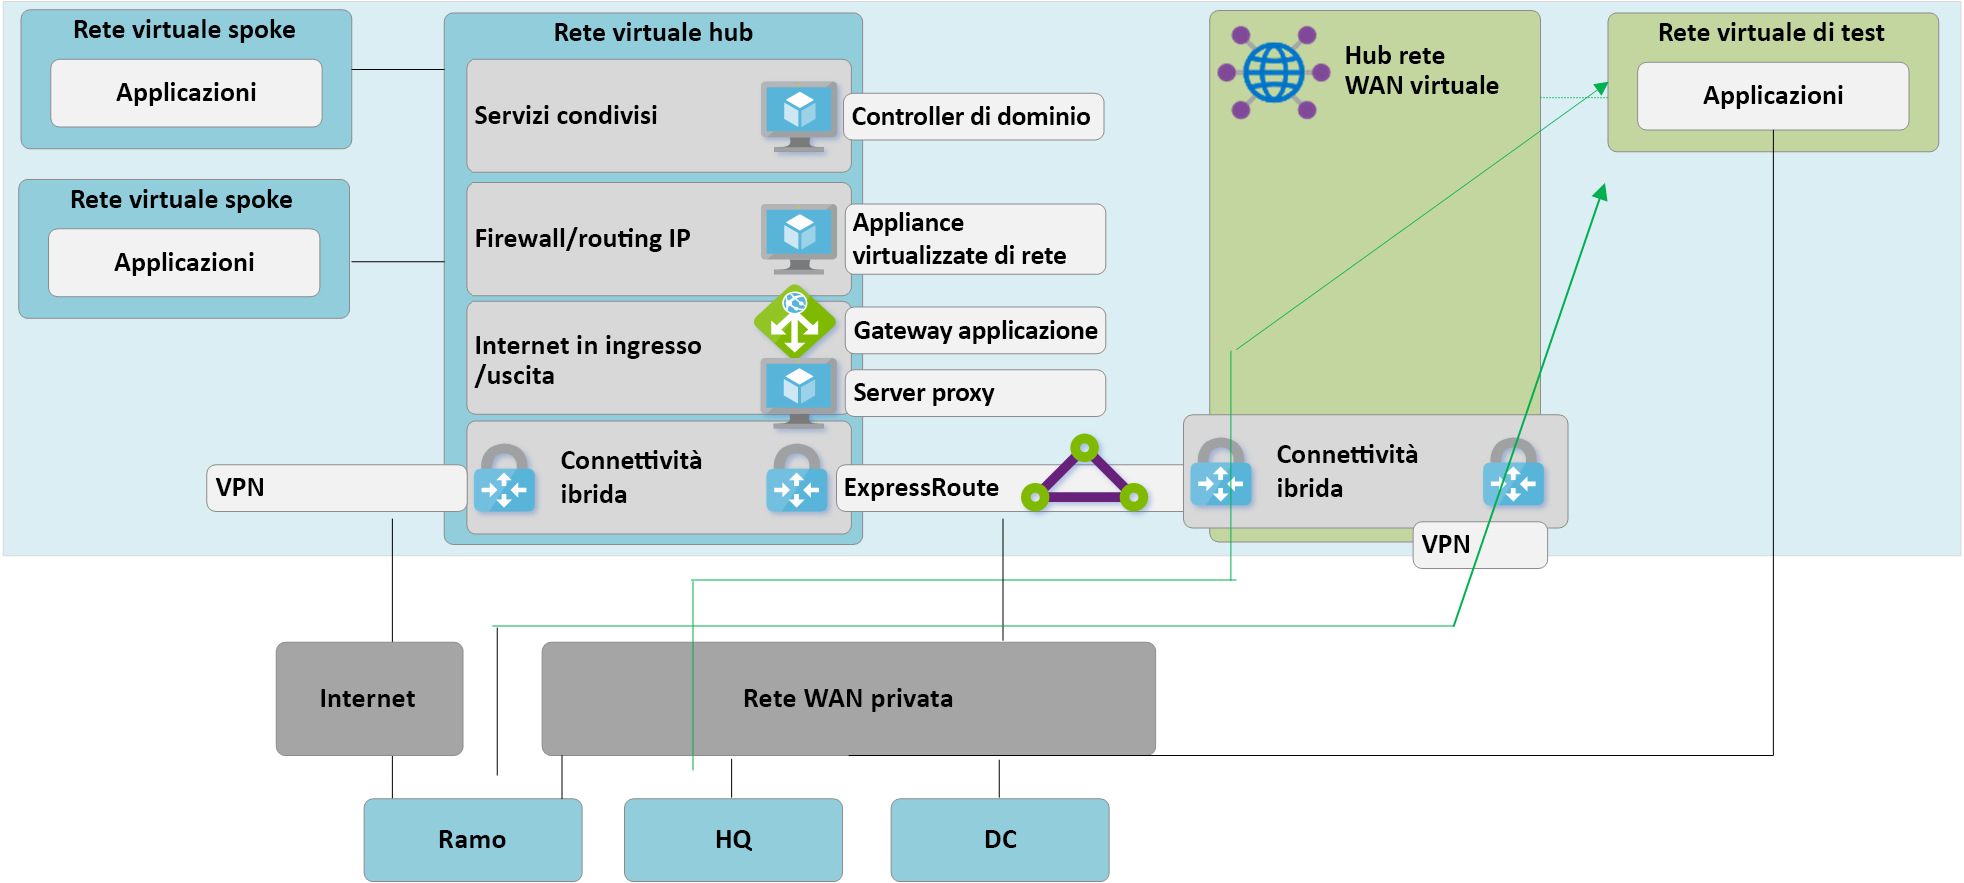 Rete virtuale spoke
Applicazioni
Rete virtuale spoke
Applicazioni
Rete virtuale hub
Servizi condivisi
Controller di dominio
Firewall/routing IP
Appliance
virtualizzate di rete
Internet in ingresso
/uscita
Gateway applicazione
Server proxy
VPN
Connettività
ibrida
ExpressRoute
Hub rete
WAN virtuale
Connettività
ibrida
VPN
Rete virtuale di test
Applicazioni
Internet
Rete WAN privata
Ramo
HQ
DC